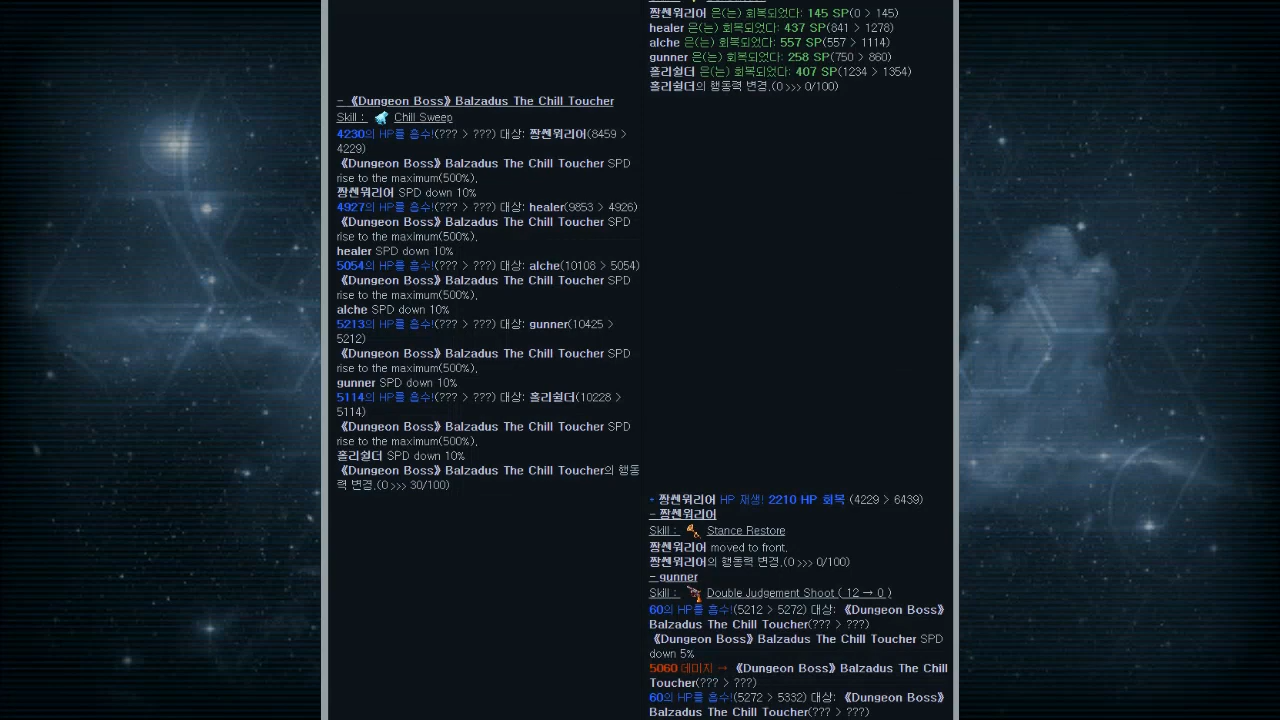 짱쎈워리어 은(는) 회복되었다: 145 SP(0 > 145)
healer 은(는) 회복되었다: 437 SP(841 > 1278)
alche 은(는) 회복되었다: 557 SP(557 > 1114)
gunner 은(는) 회복되었다: 258 SP(750 > 860)
홀리쉴더 은(는) 회복되었다: 407 SP(1234 > 1354)
홀리쉴더의 행동력 변경.(0 >>> 0/100)
- 《Dungeon Boss》 Balzadus The Chill Toucher
Skill : Chill Sweep
4230의 HP를 흡수!(??? > ???) 대상: 짱쎈워리어(8459 >
4229)
《Dungeon Boss》 Balzadus The Chill Toucher SPD
rise to the maximum(500%).
짱쎈워리어 SPD down 10%
4927의 HP를 흡수!(??? > ???) 대상: healer(9853 > 4926)
《Dungeon Boss》 Balzadus The Chill Toucher SPD
rise to the maximum(500%).
healer SPD down 10%
5054의 HP를 흡수!(??? > ???) 대상: alche(10108 > 5054)
《Dungeon Boss》 Balzadus The Chill Toucher SPD
rise to the maximum(500%).
alche SPD down 10%
5213의 HP를 흡수!(??? > ???) 대상: gunner(10425 >
5212)
《Dungeon Boss》 Balzadus The Chill Toucher SPD
rise to the maximum(500%).
gunner SPD down 10%
5114의 HP를 흡수!(??? > ???) 대상: 홀리쉴더(10228 >
5114)
《Dungeon Boss》 Balzadus The Chill Toucher SPD
rise to the maximum(500%).
홀리쉴더 SPD down 10%
《Dungeon Boss》 Balzadus The Chill Toucher의 행동
력 변경.(0 >>> 30/100)
+ 짱쎈워리어 HP 재생! 2210 HP 회복 (4229 > 6439)
- 짱쎈워리어
Skill : Stance Restore
짱쎈워리어 moved to front.
짱쎈워리어의 행동력 변경.(0 >>> 0/100)
- gunner
Skill : Double Judgement Shoot ( 12 → 0 )
60의 HP를 흡수!(5212 > 5272) 대상: 《Dungeon Boss》
Balzadus The Chill Toucher(??? > ???)
《Dungeon Boss》 Balzadus The Chill Toucher SPD
down 5%
5060 데미지 → 《Dungeon Boss》 Balzadus The Chill
Toucher(??? > ???)
60의 HP를 흡수!(5272 > 5332) 대상: 《Dungeon Boss》
Balzadus The Chill Toucher(??? > ???)